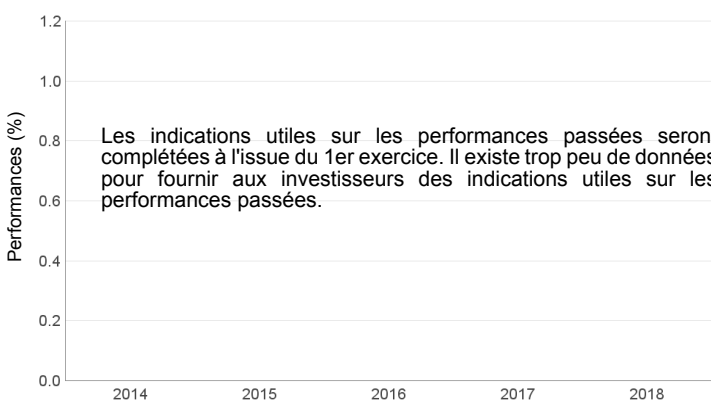 1.2
1.0
Performances (%)
0.8
Les indications utiles sur les performances passées seron
complétées à l'issue du 1er exercice. Il existe trop peu de données
pour fournir aux investisseurs des indications utiles sur les
performances passées.
0.6
0.4
0.2
0.0
2014 2015 2016 2017 2018